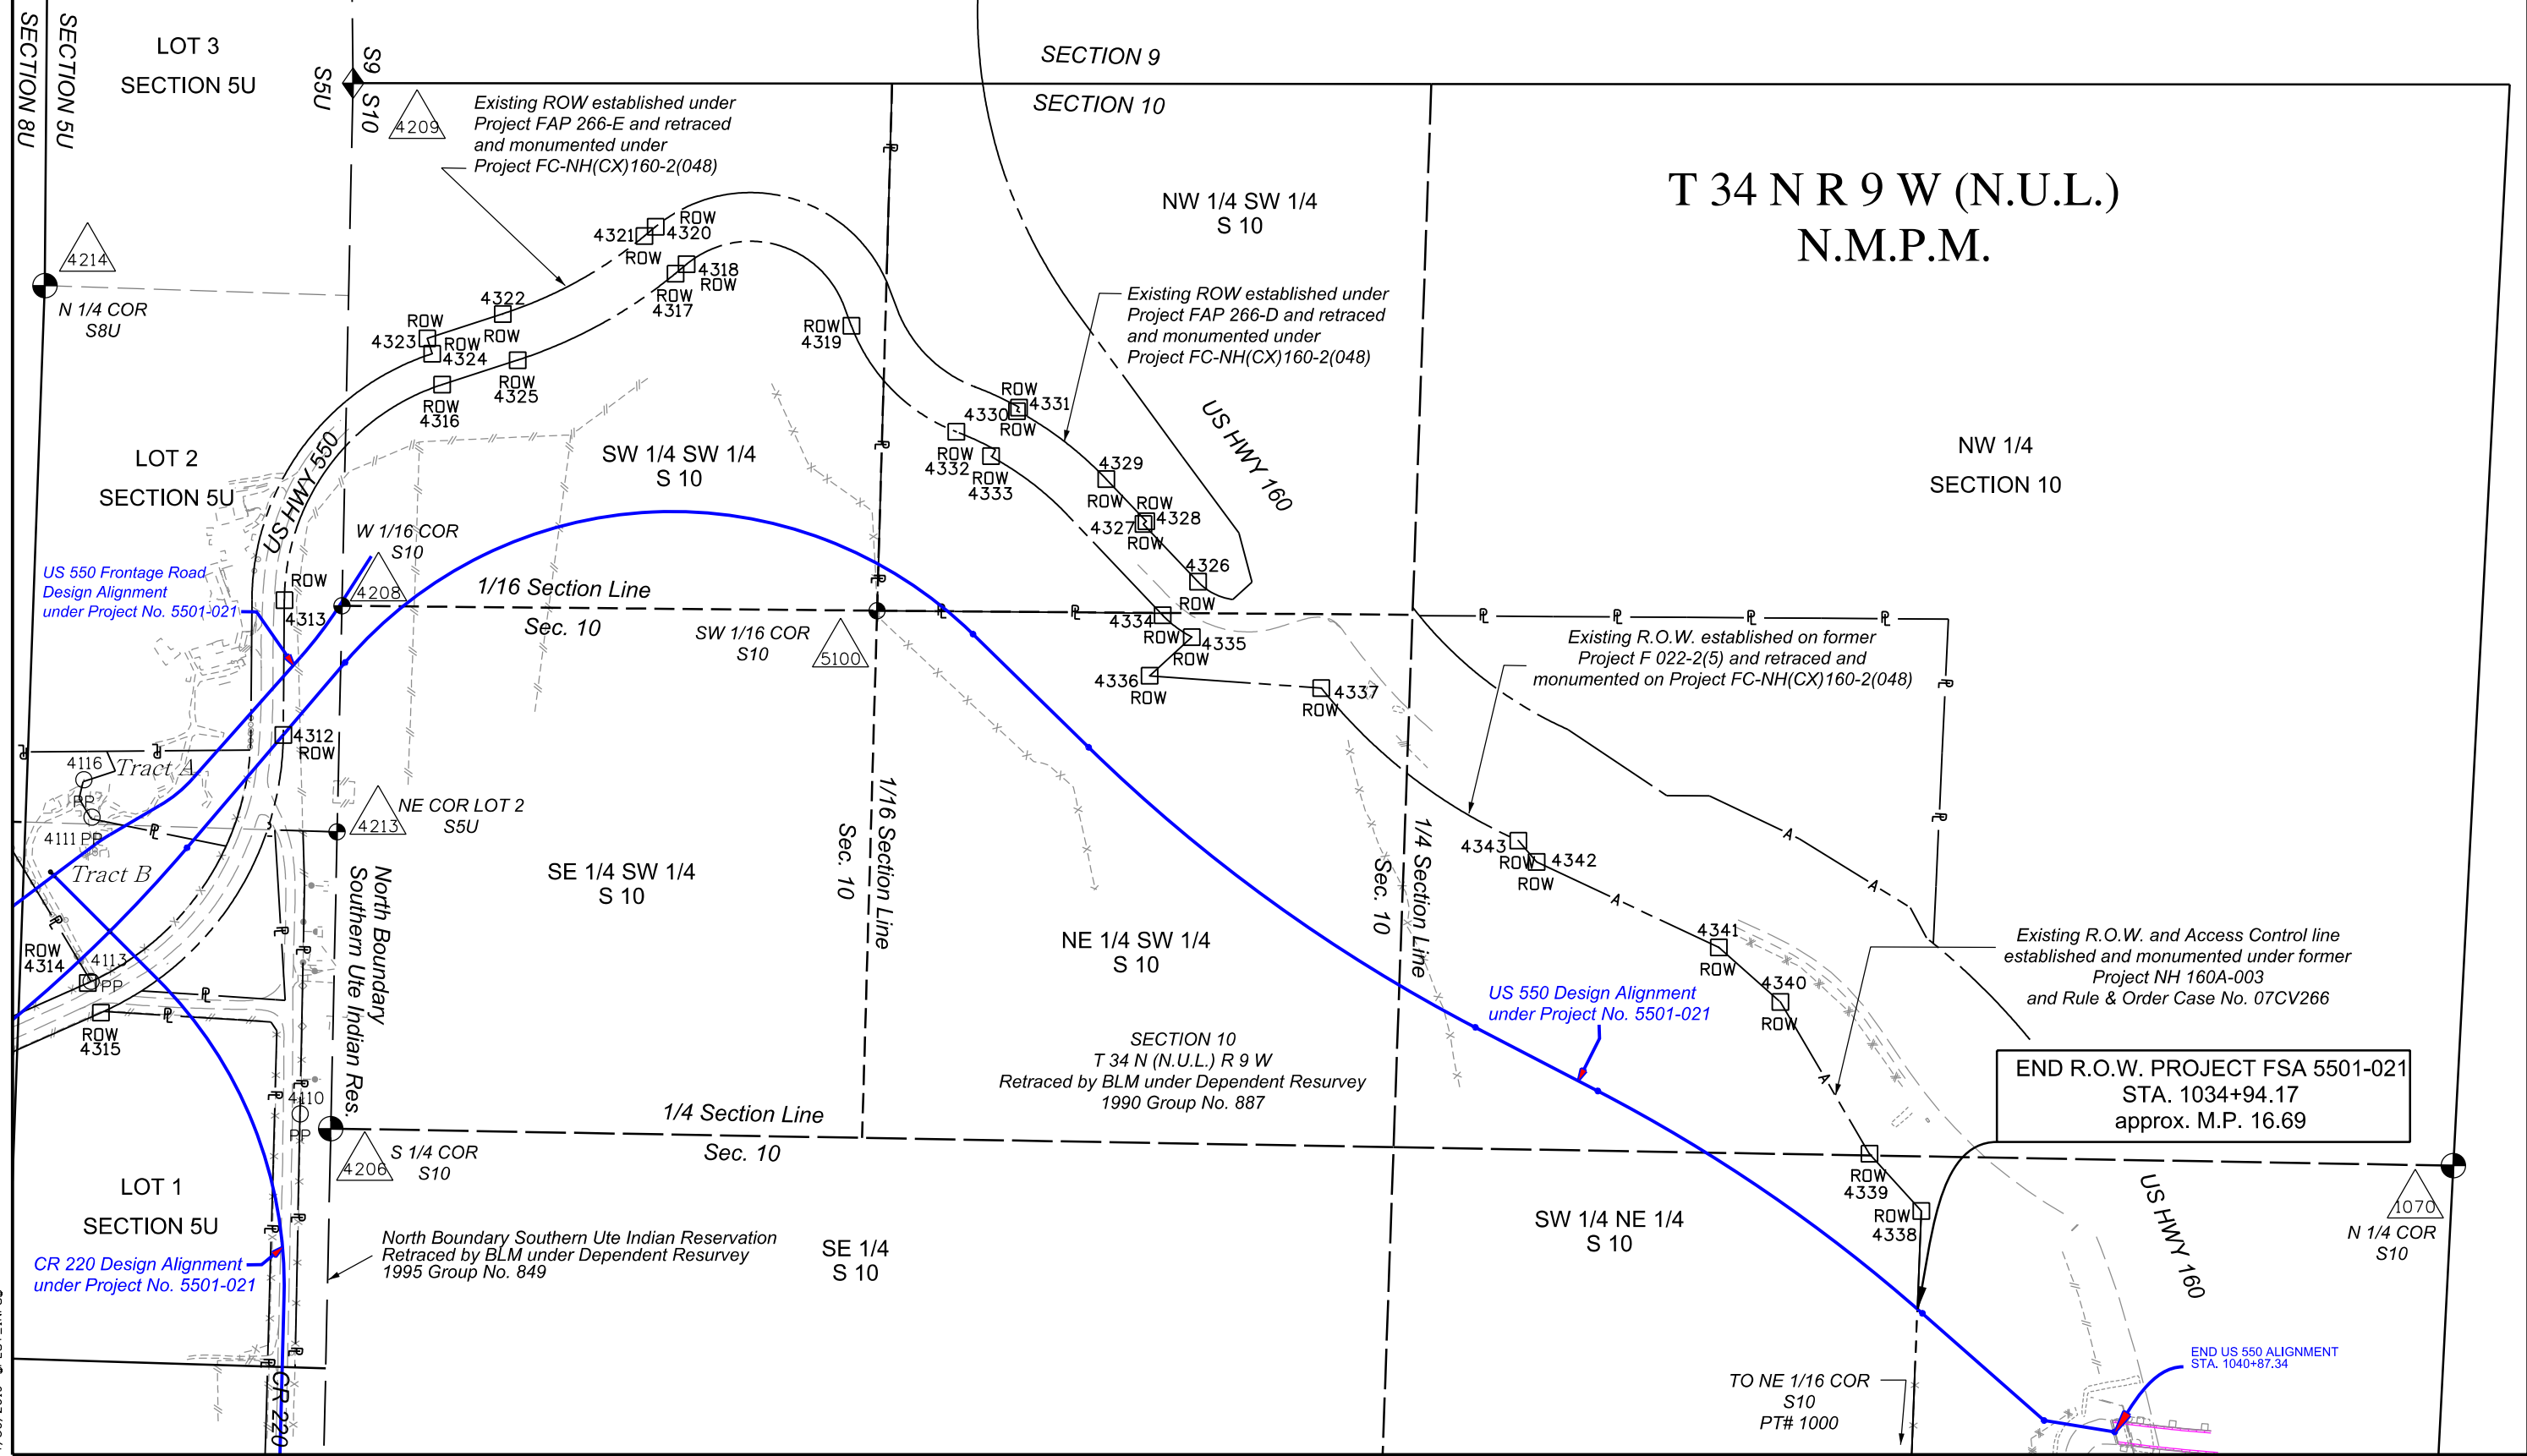 SECTION 8U
SECTION 5U
LOT 3
SECTION 5U
S5U
S9
S10
4209
Existing ROW established under
Project FAP 266-E and retraced
and monumented under
Project FC-NH(CX)160-2(048)
SECTION 9
SECTION 10
NW 1/4 SW 1/4
S 10
T 34 N R 9 W (N.U.L.)
N.M.P.M.
4214
N 1/4 COR
S8U
ROW
4321
4320
ROW
4318
ROW
ROW
4317
4322
ROW
ROW
4323
ROW
4324
ROW
4325
ROW
4316
ROW
4319
Existing ROW established under
Project FAP 266-D and retraced
and monumented under
Project FC-NH(CX)160-2(048)
ROW
4330
4331
ROW
ROW
4332
ROW
4333
4329
ROW
ROW
4327
4328
ROW
4326
ROW
US HWY 160
NW 1/4
SECTION 10
LOT 2
SECTION 5U
US HWY 550
SW 1/4 SW 1/4
S 10
W 1/16 COR
S10
4208
US 550 Frontage Road
Design Alignment
under Project No. 5501-021
ROW
4313
1/16 Section Line
Sec. 10
SW 1/16 COR
S10
5100
4334
ROW
4335
ROW
4336
ROW
4337
ROW
Existing R.O.W. established on former
Project F 022-2(5) and retraced and
monumented on Project FC-NH(CX)160-2(048)
PL
PL
PL
PL
PL
PL
PL
PL
PL
PL
PL
PL
4312
ROW
4116
Tract A
PP
4111 PP
Tract B
4213
NE COR LOT 2
S5U
North Boundary
Southern Ute Indian Res.
SE 1/4 SW 1/4
S 10
Sec. 10
1/16 Section Line
NE 1/4 SW 1/4
S 10
Sec. 10
1/4 Section Line
4343
ROW
4342
ROW
A
A
A
4341
ROW
4340
ROW
A
Existing R.O.W. and Access Control line
established and monumented under former
Project NH 160A-003
and Rule & Order Case No. 07CV266
ROW
4314
4113
PP
ROW
4315
US 550 Design Alignment
under Project No. 5501-021
SECTION 10
T 34 N (N.U.L.) R 9 W
Retraced by BLM under Dependent Resurvey
1990 Group No. 887
END R.O.W. PROJECT FSA 5501-021
STA. 1034+94.17
approx. M.P. 16.69
4110
PP
4206
S 1/4 COR
S10
1/4 Section Line
Sec. 10
ROW
4339
ROW
4338
US HWY 160
1070
N 1/4 COR
S10
LOT 1
SECTION 5U
CR 220 Design Alignment
under Project No. 5501-021
North Boundary Southern Ute Indian Reservation
Retraced by BLM under Dependent Resurvey
1995 Group No. 849
SE 1/4
S 10
SW 1/4 NE 1/4
S 10
CR 220
TO NE 1/16 COR
S10
PT# 1000
END US 550 ALIGNMENT
STA. 1040+87.34